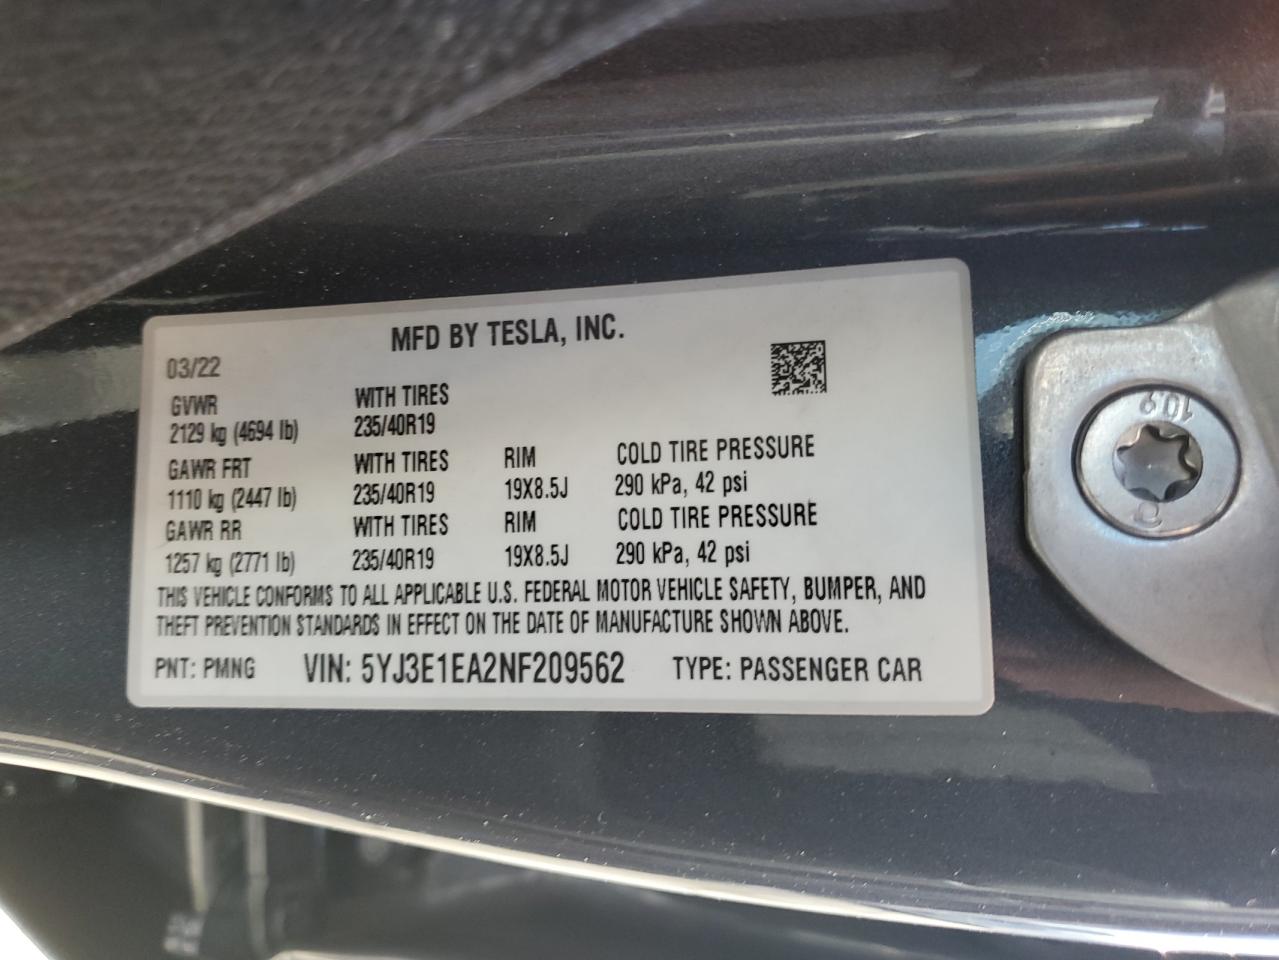 MFD BY TESLA, INC.
03/22
GVWR WITH TIRES
2129 kg (4694 lb) 235/40R19
GAWR FRT WITH TIRES RIM COLD TIRE PRESSURE
1110 kg (2447 lb) 235/40R19 19X8.5J 290 kPa, 42 psi
GAWR RR WITH TIRES RIM COLD TIRE PRESSURE
1257 kg (2771 lb) 235/40R19 19X8.5J 290 kPa, 42 psi
THIS VEHICLE CONFORMS TO ALL APPLICABLE U.S. FEDERAL MOTOR VEHICLE SAFETY, BUMPER, AND
THEFT PREVENTION STANDARDS IN EFFECT ON THE DATE OF MANUFACTURE SHOWN ABOVE.
PNT: PMNG VIN: 5YJ3E1EA2NF209562 TYPE: PASSENGER CAR
10.9